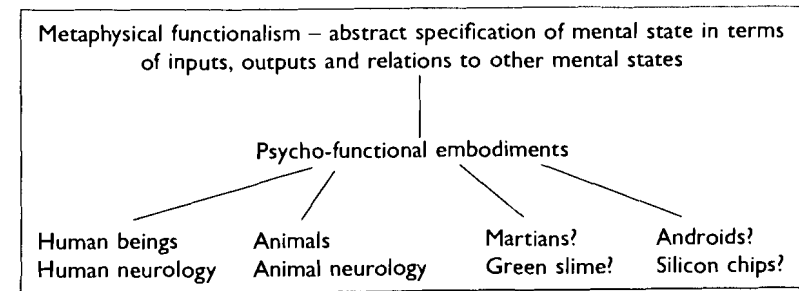 Metaphysical functionalism – abstract specification of mental state in terms
of inputs, outputs and relations to other mental states
Psycho-functional embodiments
Human beings
Human neurology
Animals
Animal neurology
Martians?
Green slime?
Androids?
Silicon chips?